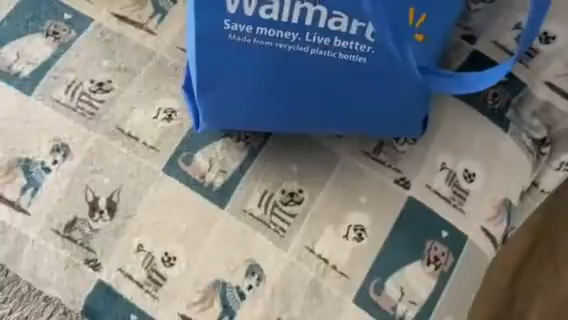 Walmart
Save money. Live better.
Made from recycled plastic bottles